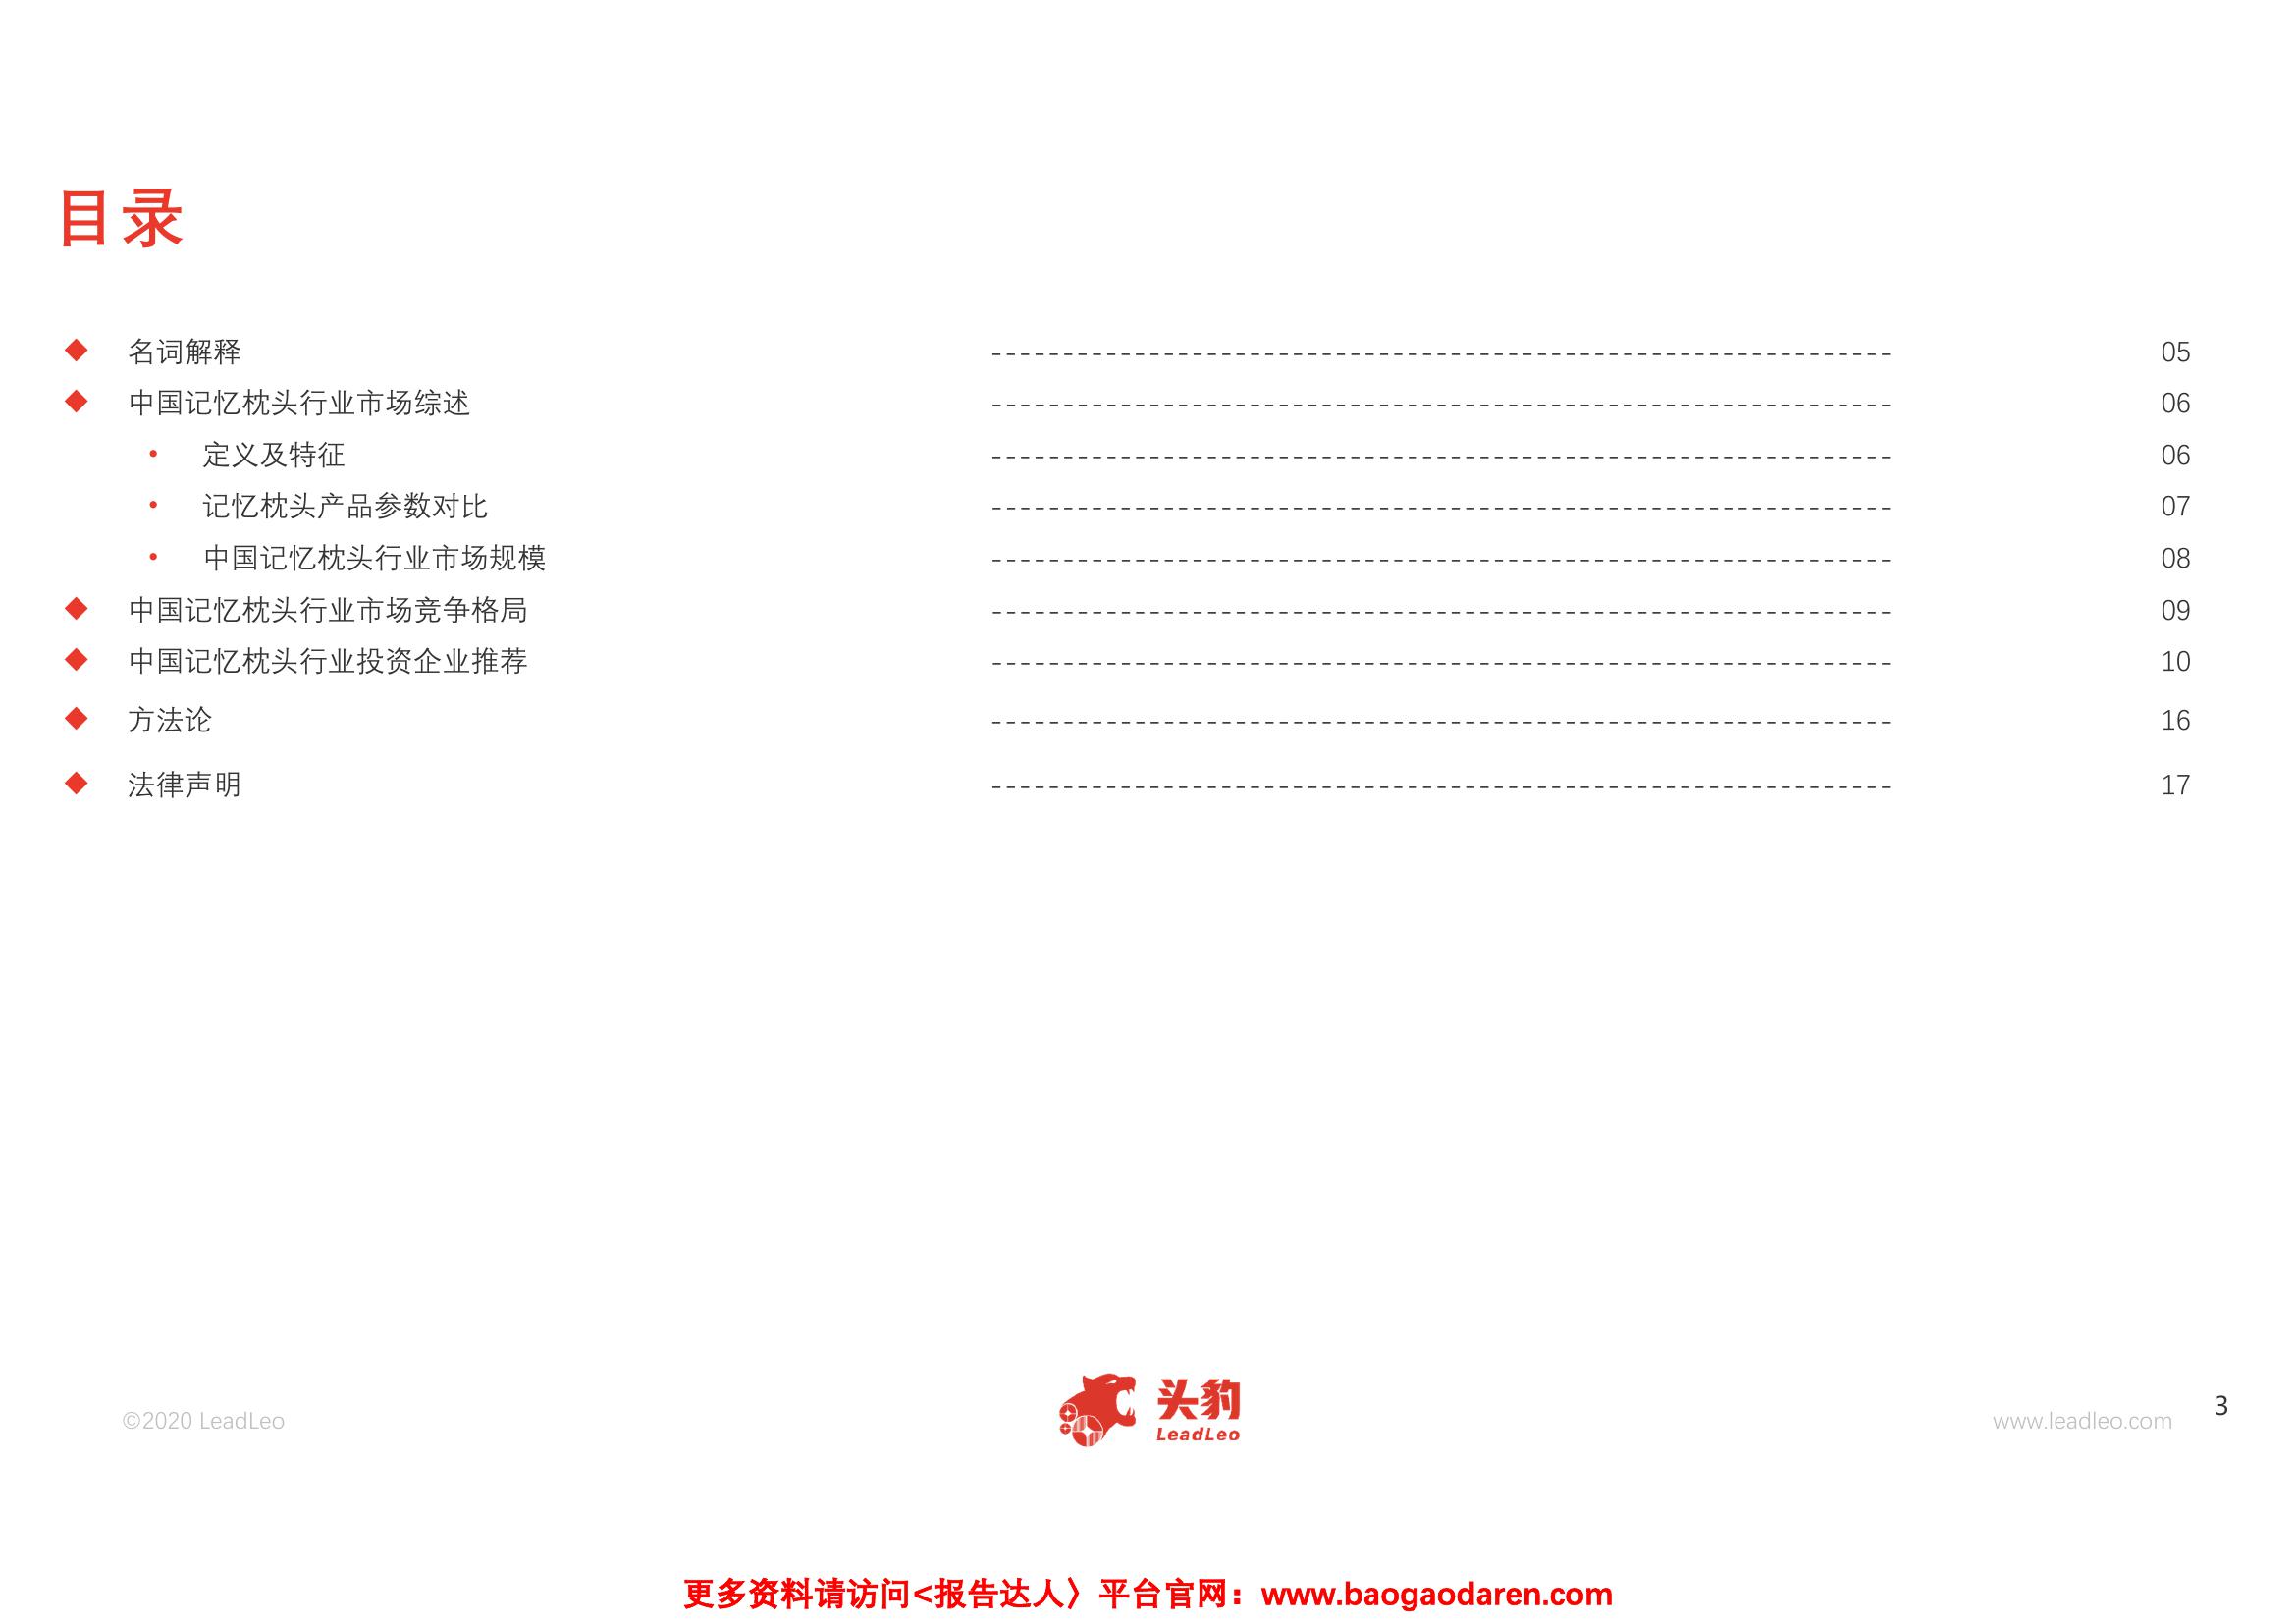 目录
◆ 名词解释 ---------------------------------------------------------------- 05
◆ 中国记忆枕头行业市场综述 ---------------------------------------------------------------- 06
• 定义及特征 ---------------------------------------------------------------- 06
• 记忆枕头产品参数对比 ---------------------------------------------------------------- 07
• 中国记忆枕头行业市场规模 ---------------------------------------------------------------- 08
◆ 中国记忆枕头行业市场竞争格局 ---------------------------------------------------------------- 09
◆ 中国记忆枕头行业投资企业推荐 ---------------------------------------------------------------- 10
◆ 方法论 ---------------------------------------------------------------- 16
◆ 法律声明 ---------------------------------------------------------------- 17
©2020 LeadLeo
头豹
LeadLeo
www.leadleo.com
3
更多资料请访问<报告达人〉平台官网：www.baogaodaren.com